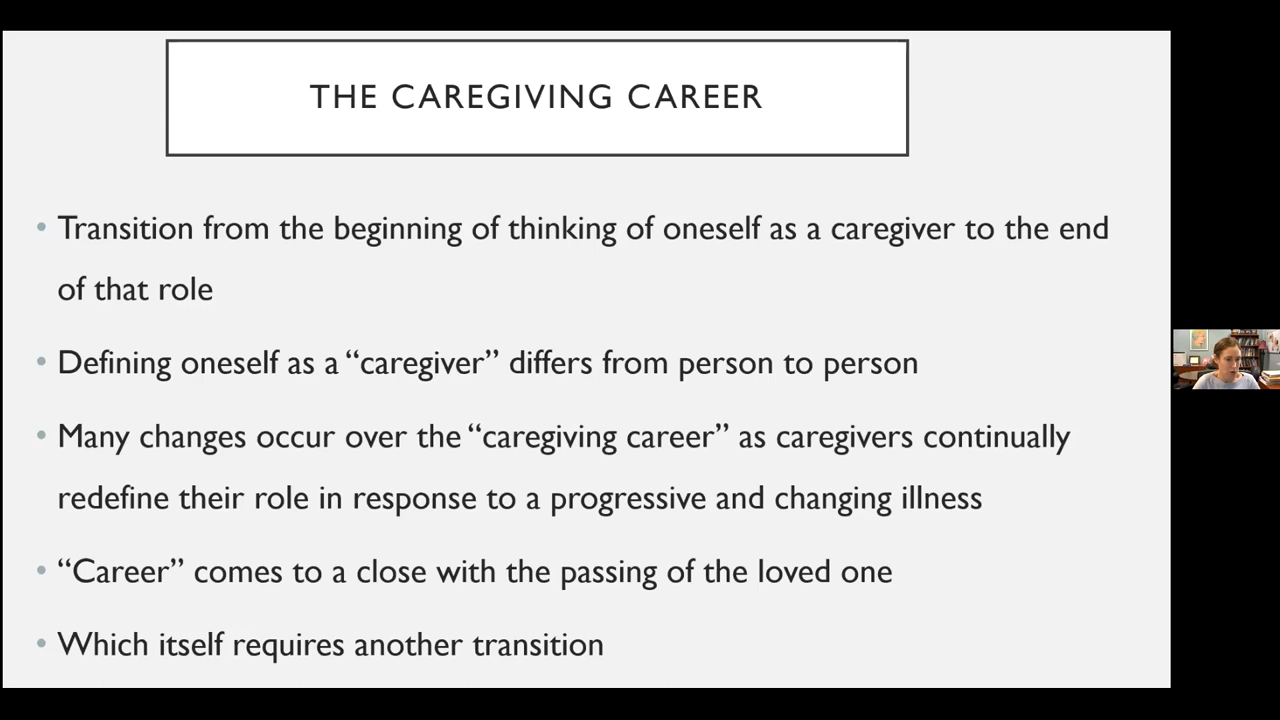 THE CAREGIVING CAREER
• Transition from the beginning of thinking of oneself as a caregiver to the end
of that role
• Defining oneself as a “caregiver” differs from person to person
• Many changes occur over the “caregiving career” as caregivers continually
redefine their role in response to a progressive and changing illness
• “Career” comes to a close with the passing of the loved one
• Which itself requires another transition